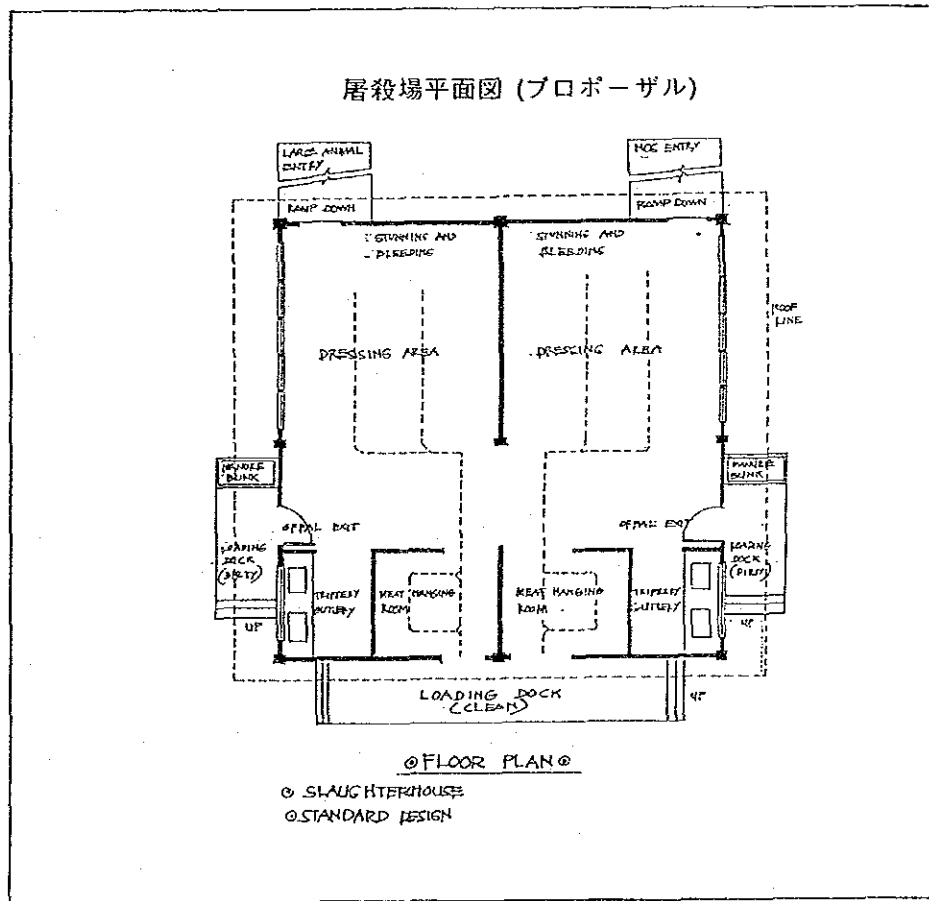 屠殺場平面図 (プロポーザル)
LARGE ANIMAL
ENTRY
HOG ENTRY
RAMP DOWN
RAMP DOWN
STUNNING AND
BLEEDING
STUNNING AND
BLEEDING
ROOF
LINE
DRESSING AREA
DRESSING AREA
OFFAL EXIT
OFFAL EXIT
LOADING
DOCK
(DIRTY)
TRIPERY
MEAT HANGING
ROOM
MEAT HANGING
ROOM
TRIPERY
LOADING
DOCK
(DIRTY)
UP
UP
LOADING DOCK
(CLEAN)
UP
FLOOR PLAN
SLAUGHTERHOUSE
STANDARD DESIGN